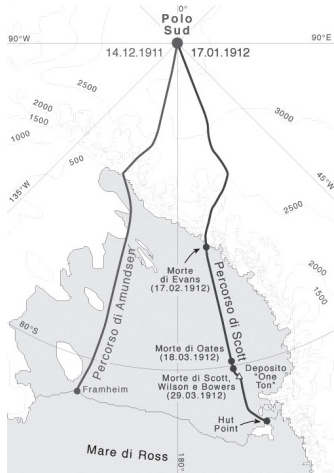 0°
Polo
Sud
90°W
90°E
14.12.1911
17.01.1912
2500
2000
1500
1000
500
3000
135°W
45°W
2500
2000
1500
Morte
di Evans
(17.02.1912)
Percorso di Amundsen
Percorso di Scott
80°S
Morte di Oates
(18.03.1912)
Morte di Scott,
Wilson e Bowers
(29.03.1912)
Deposito
"One
Ton"
Framheim
Hut
Point
Mare di Ross
180°